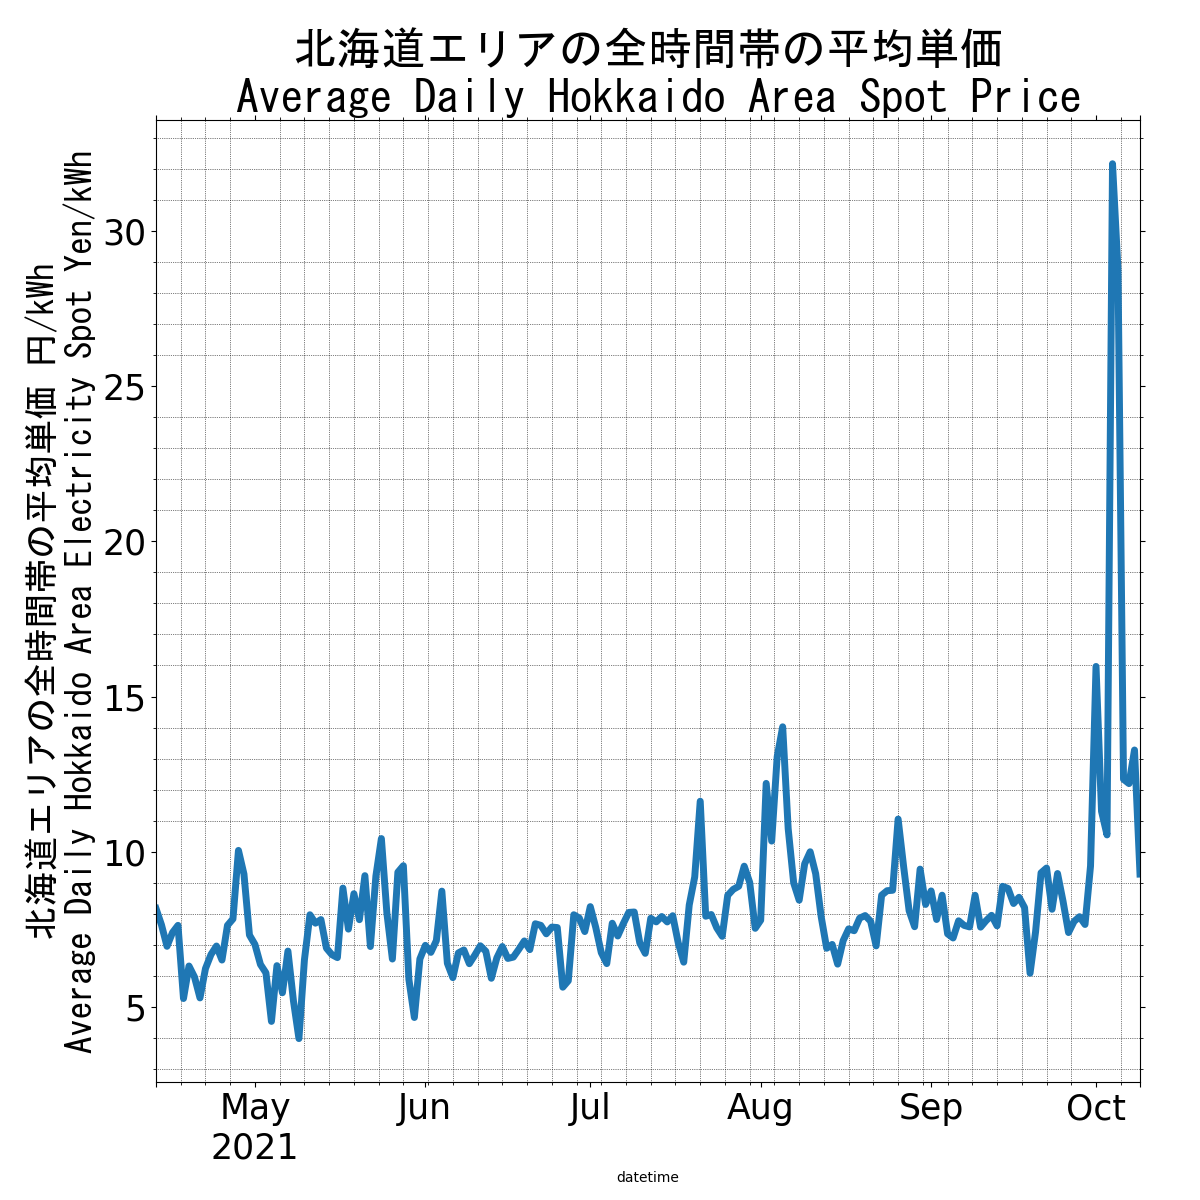 北海道エリアの全時間帯の平均単価
Average Daily Hokkaido Area Spot Price
北海道エリアの全時間帯の平均単価 円/kWh
Average Daily Hokkaido Area Electricity Spot Yen/kWh
30
25
20
15
10
5
May
2021
Jun
Jul
Aug
Sep
Oct
datetime